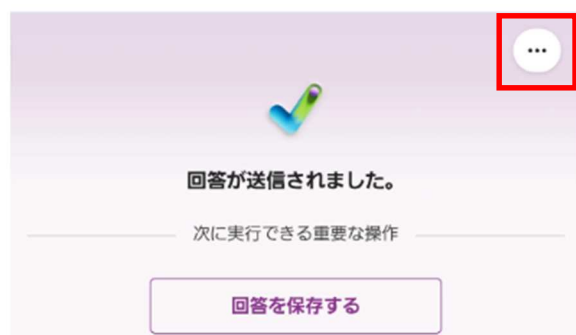 回答が送信されました。
次に実行できる重要な操作
回答を保存する